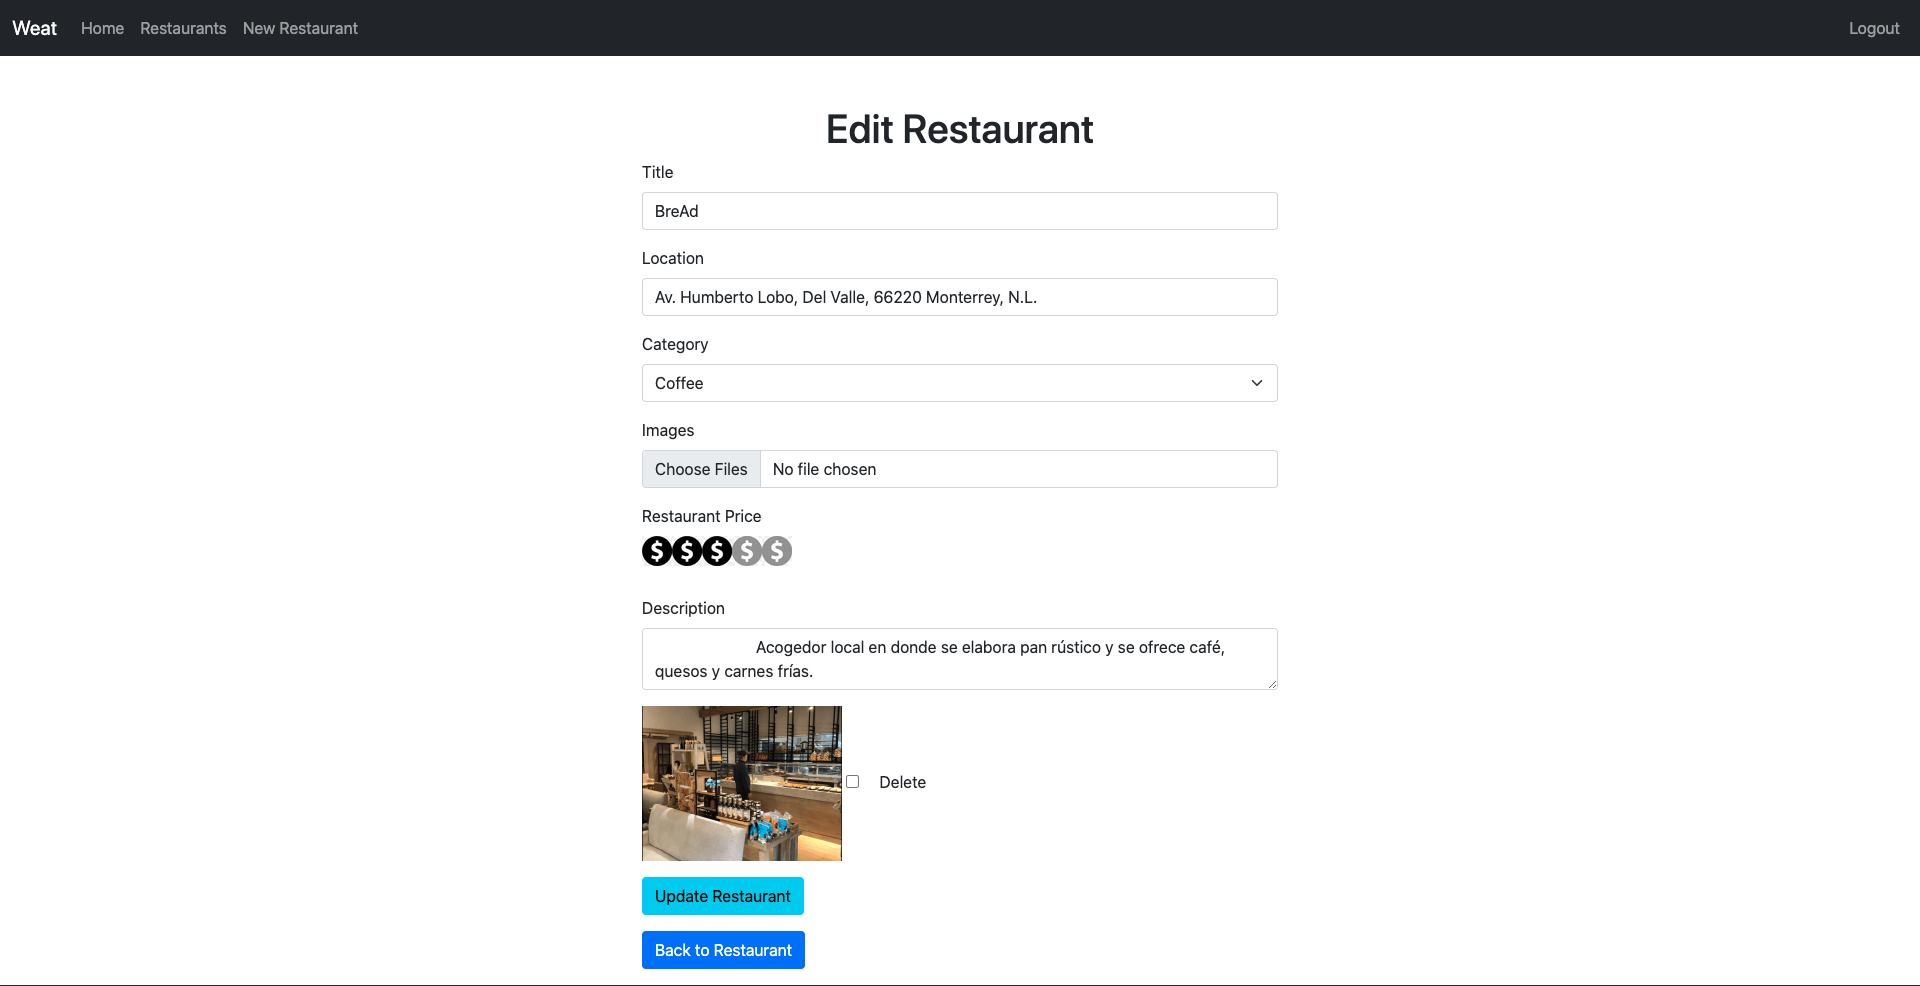 Weat Home Restaurants New Restaurant Logout
Edit Restaurant
Title
BreAd
Location
Av. Humberto Lobo, Del Valle, 66220 Monterrey, N.L.
Category
Coffee
Images
Choose Files No file chosen
Restaurant Price
$ $ $ $ $
Description
Acogedor local en donde se elabora pan rústico y se ofrece café,
quesos y carnes frías.
Delete
Update Restaurant
Back to Restaurant